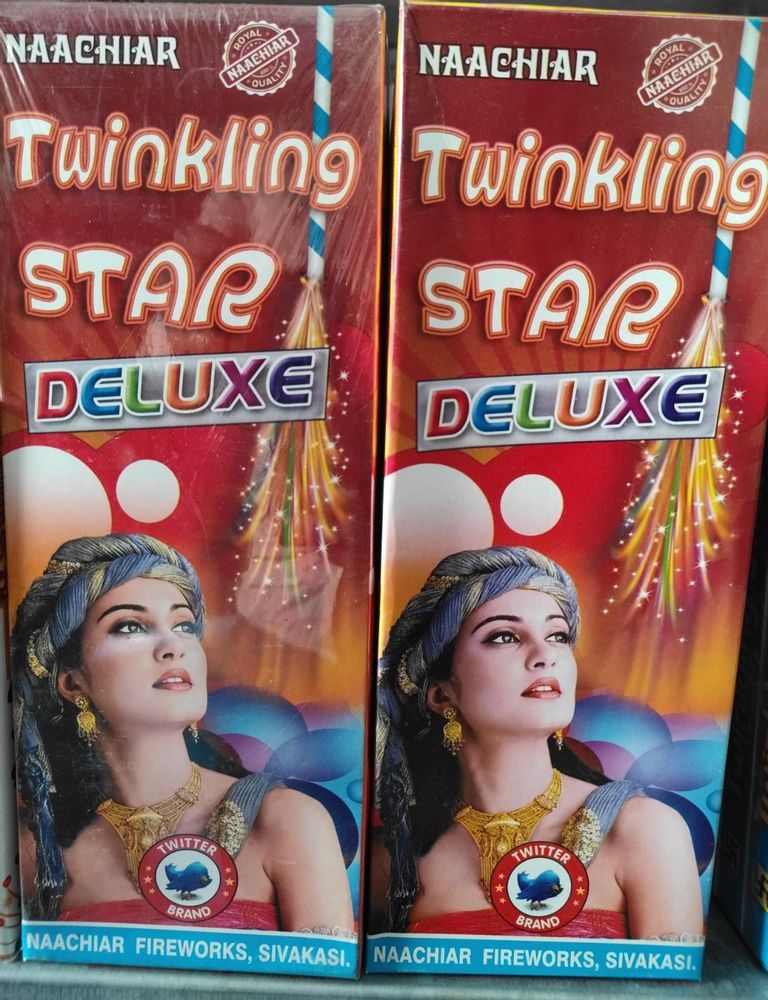 NAACHIAR
ROYAL
NAACHIAR
QUALITY
Twinkling
STAR
DELUXE
TWITTER
BRAND
NAACHIAR FIREWORKS, SIVAKASI.
NAACHIAR
ROYAL
NAACHIAR
QUALITY
Twinkling
STAR
DELUXE
TWITTER
BRAND
NAACHIAR FIREWORKS, SIVAKASI.